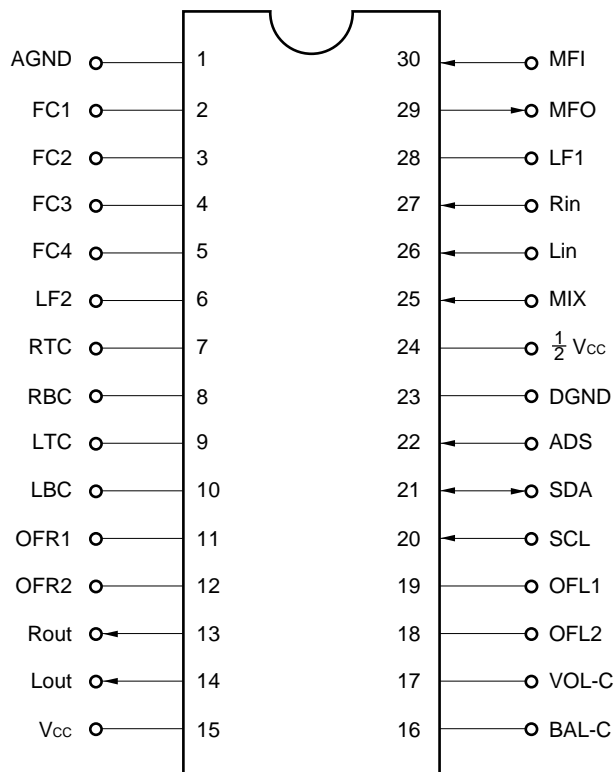 AGND 1 30 MFI
FC1 2 29 MFO
FC2 3 28 LF1
FC3 4 27 Rin
FC4 5 26 Lin
LF2 6 25 MIX
RTC 7 24 1/2 Vcc
RBC 8 23 DGND
LTC 9 22 ADS
LBC 10 21 SDA
OFR1 11 20 SCL
OFR2 12 19 OFL1
Rout 13 18 OFL2
Lout 14 17 VOL-C
Vcc 15 16 BAL-C